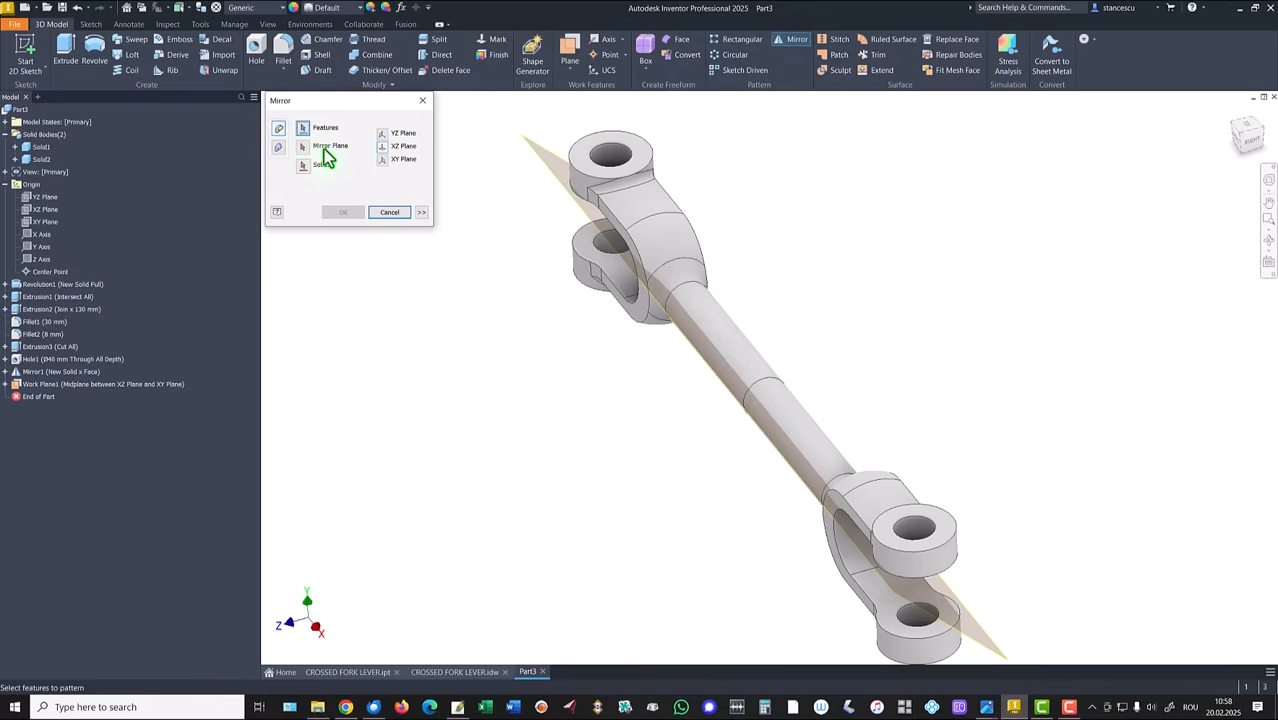 Generic
Default
Autodesk Inventor Professional 2025 Part3
Search Help & Commands...
stancescu
File 3D Model Sketch Annotate Inspect Tools Manage View Environments Collaborate Fusion
Start
2D Sketch
Extrude
Revolve
Sweep
Loft
Coil
Emboss
Derive
Rib
Decal
Import
Unwrap
Hole
Fillet
Chamfer
Shell
Draft
Thread
Combine
Thicken/ Offset
Split
Direct
Delete Face
Mark
Finish
Shape
Generator
Plane
Axis
Point
UCS
Box
Face
Convert
Rectangular
Circular
Sketch Driven
Mirror
Stitch
Patch
Sculpt
Ruled Surface
Trim
Extend
Replace Face
Repair Bodies
Fit Mesh Face
Stress
Analysis
Convert to
Sheet Metal
Sketch Create Modify Explore Work Features Create Freeform Pattern Surface Simulation Sheet Metal
Model
Part3
Model States: [Primary]
Solid Bodies(2)
Solid1
Solid2
View: [Primary]
Origin
YZ Plane
XZ Plane
XY Plane
X Axis
Y Axis
Z Axis
Center Point
Revolution1 (New Solid Full)
Extrusion1 (Intersect All)
Extrusion2 (Join x 130 mm)
Fillet1 (30 mm)
Fillet2 (8 mm)
Extrusion3 (Cut All)
Hole1 (Ø40 mm Through All Depth)
Mirror1 (New Solid x Face)
Work Plane1 (Midplane between XZ Plane and XY Plane)
End of Part
Mirror
Features
Mirror Plane
YZ Plane
XZ Plane
XY Plane
OK
Cancel
>>
Y
Z
X
Home CROSSED FORK LEVER.ipt CROSSED FORK LEVER.idw Part3
Select features to pattern
1 3
Type here to search
ROU
10:58
20.02.2025